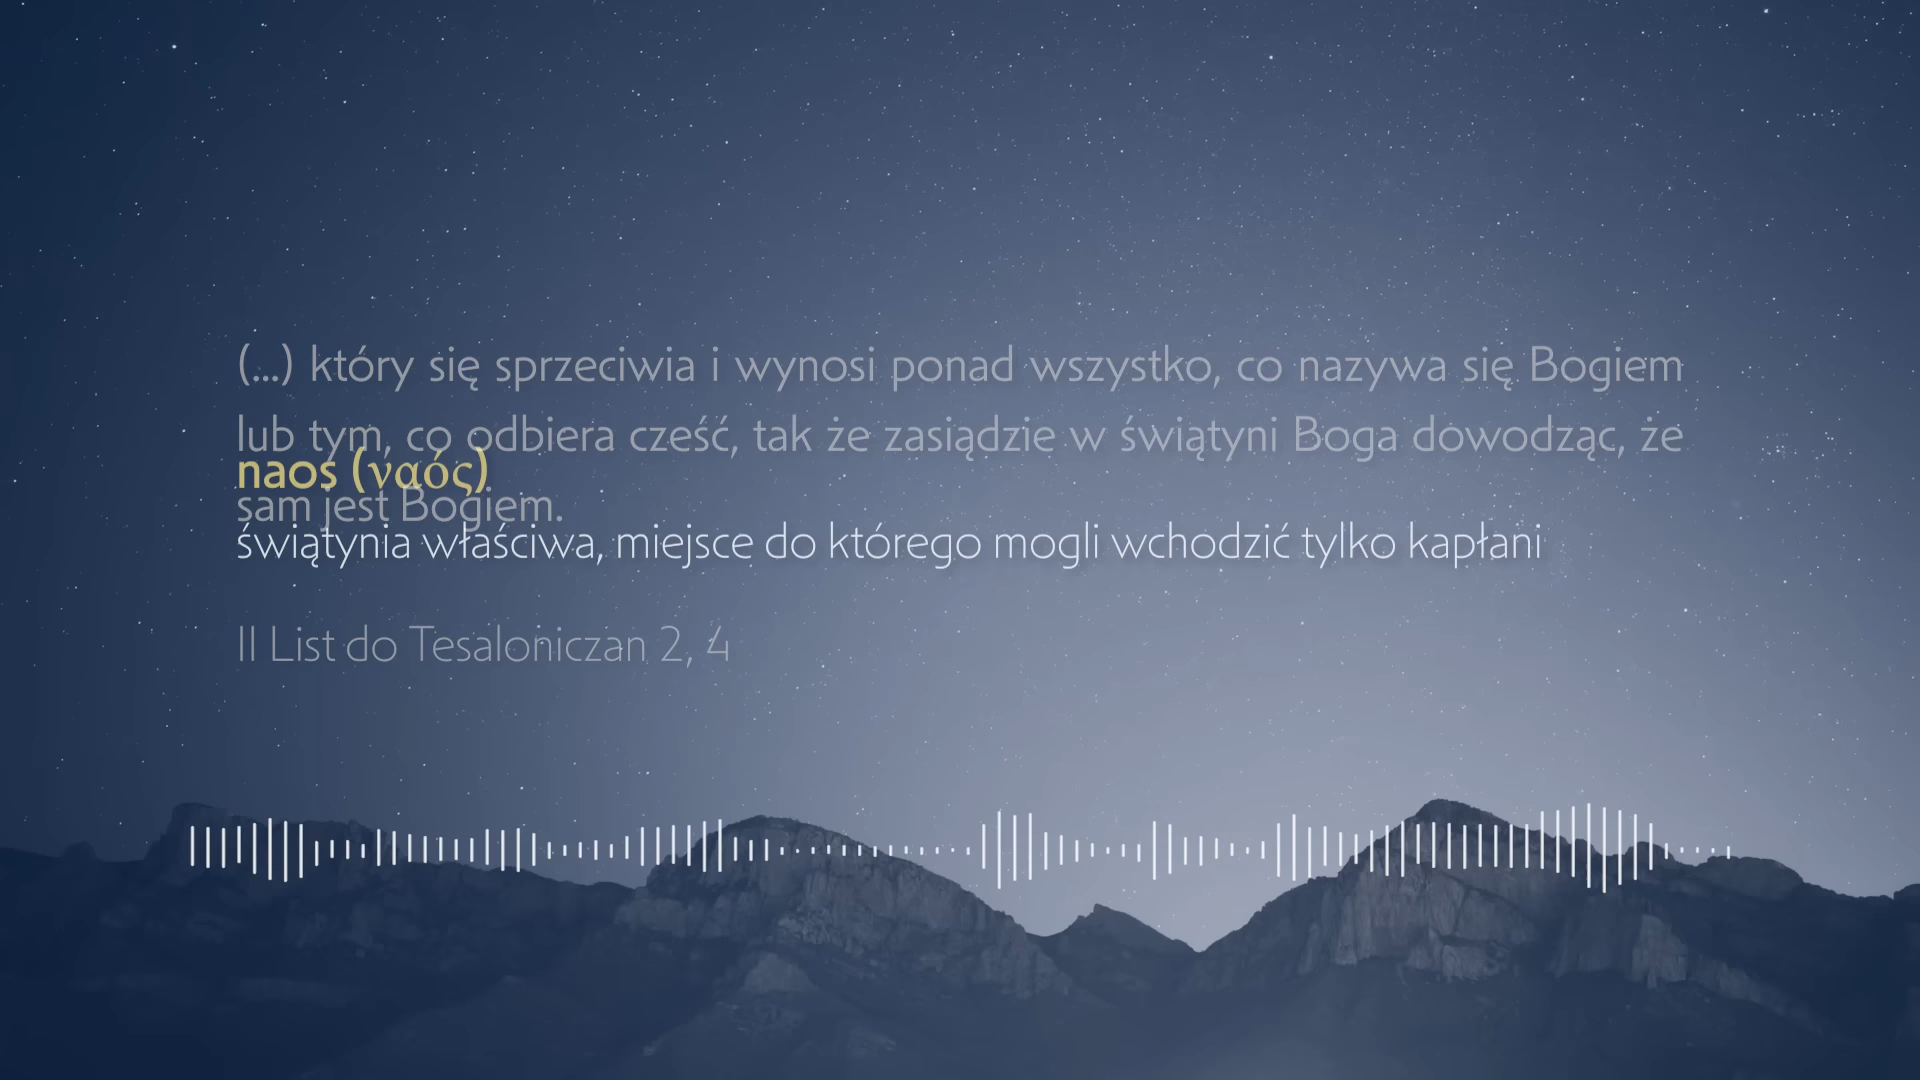 (...) który się sprzeciwia i wynosi ponad wszystko, co nazywa się Bogiem
lub tym, co odbiera cześć, tak że zasiądzie w świątyni Boga dowodząc, że
naos (ναός)
sam jest Bogiem.
świątynia właściwa, miejsce do którego mogli wchodzić tylko kapłani
II List do Tesaloniczan 2, 4